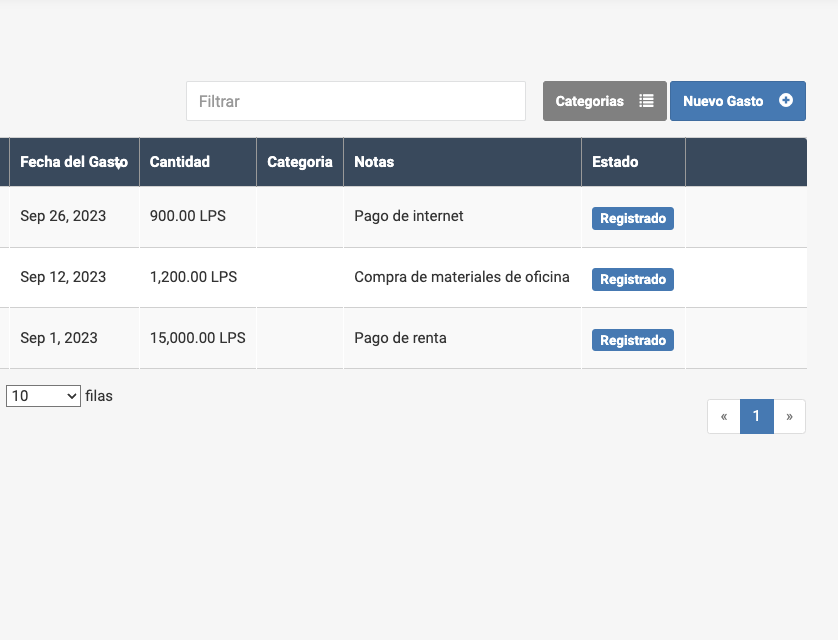 Filtrar
Categorias
Nuevo Gasto
Fecha del Gasto Cantidad Categoria Notas Estado
Sep 26, 2023 900.00 LPS Pago de internet Registrado
Sep 12, 2023 1,200.00 LPS Compra de materiales de oficina Registrado
Sep 1, 2023 15,000.00 LPS Pago de renta Registrado
10 filas
« 1 »